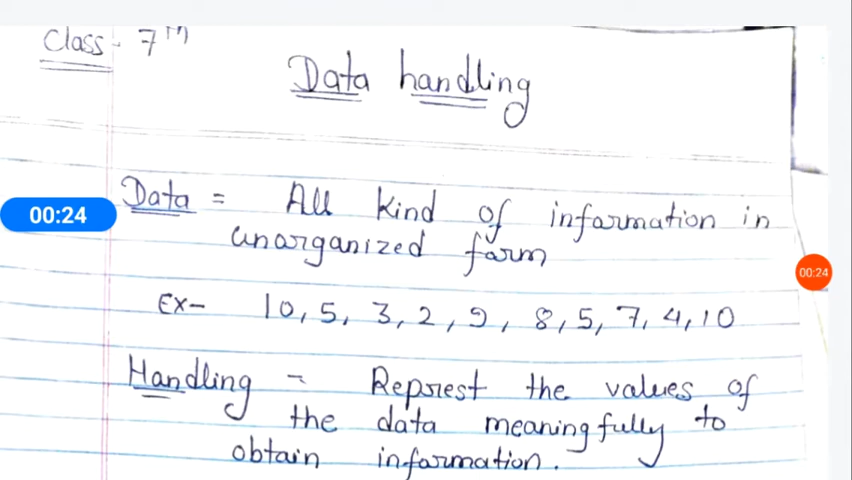 Class- 7th
Data handling
Data = All kind of information in
unorganized form
00:24
00:24
Ex- 10, 5, 3, 2, 9, 8, 5, 7, 4, 10
Handling - Represt the values of
the data meaningfully to
obtain information.